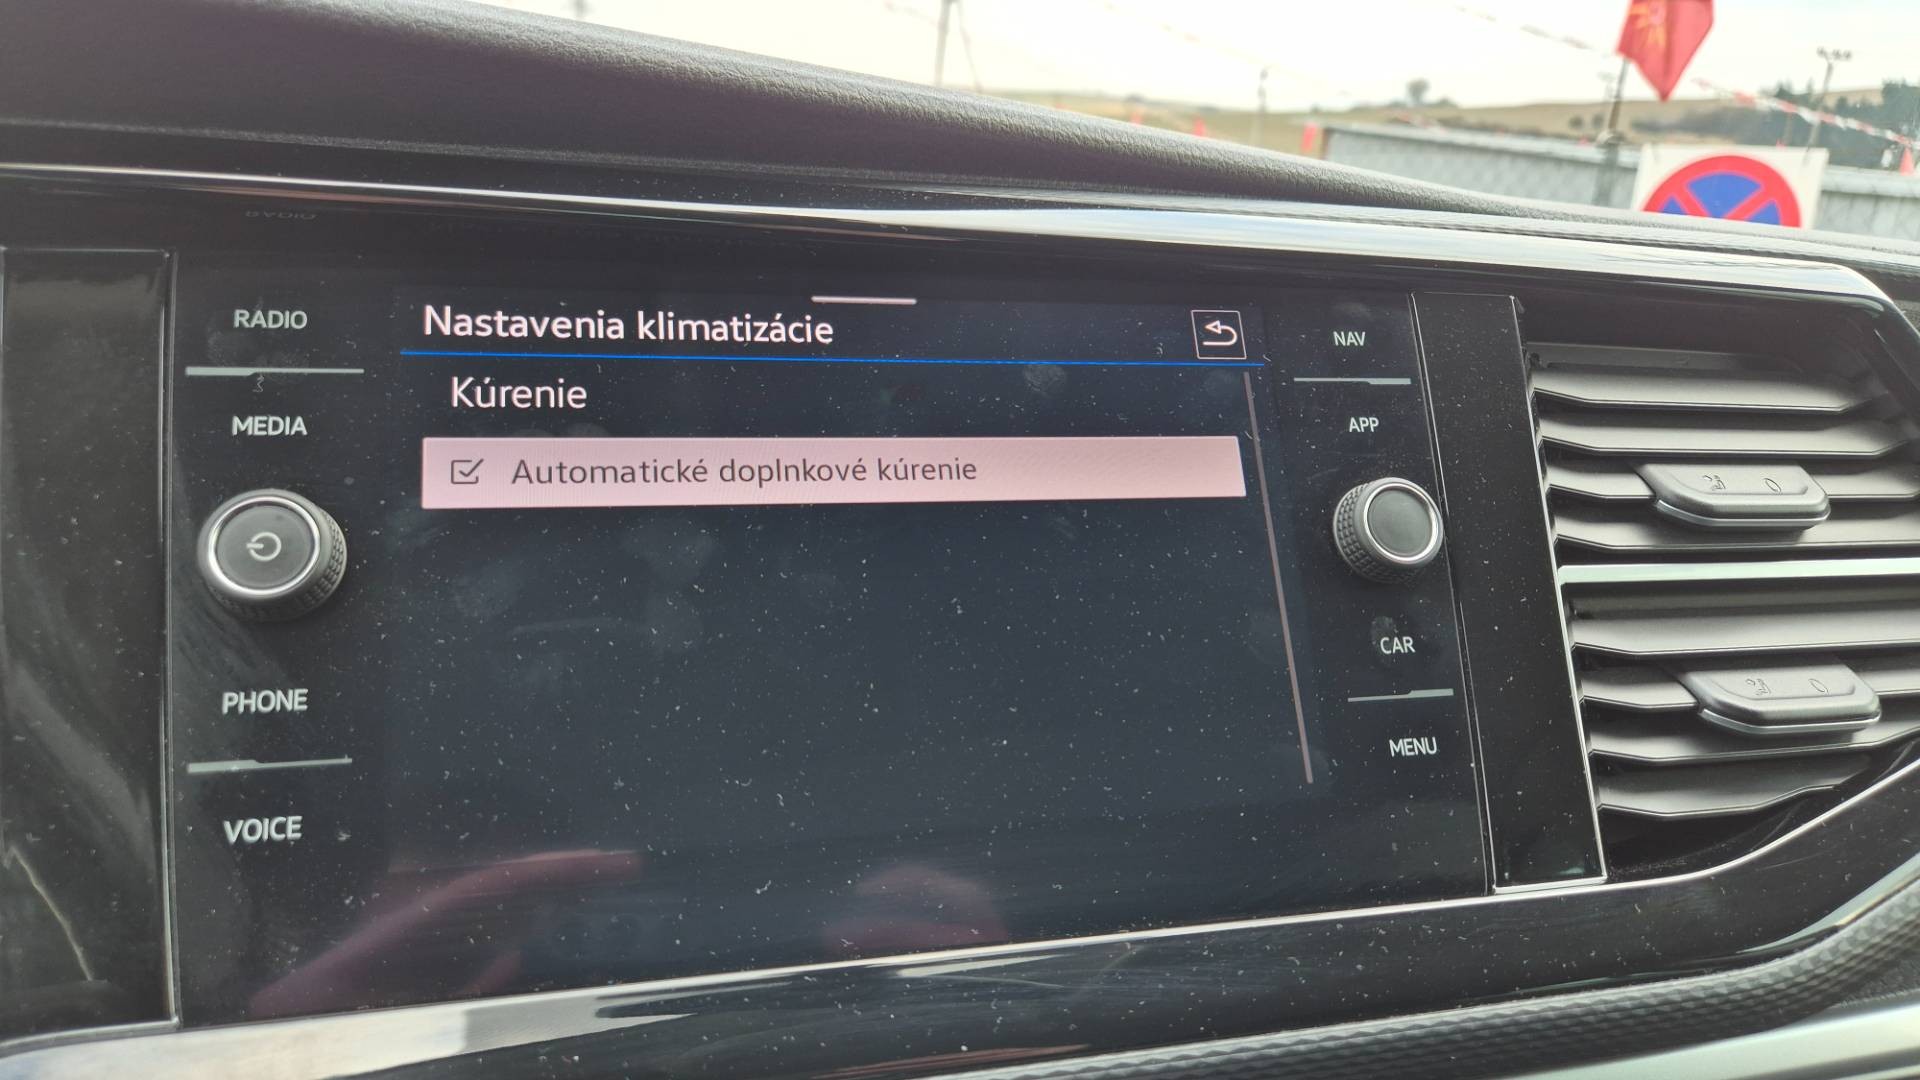 RADIO
MEDIA
PHONE
VOICE
Nastavenia klimatizácie
Kúrenie
Automatické doplnkové kúrenie
NAV
APP
CAR
MENU